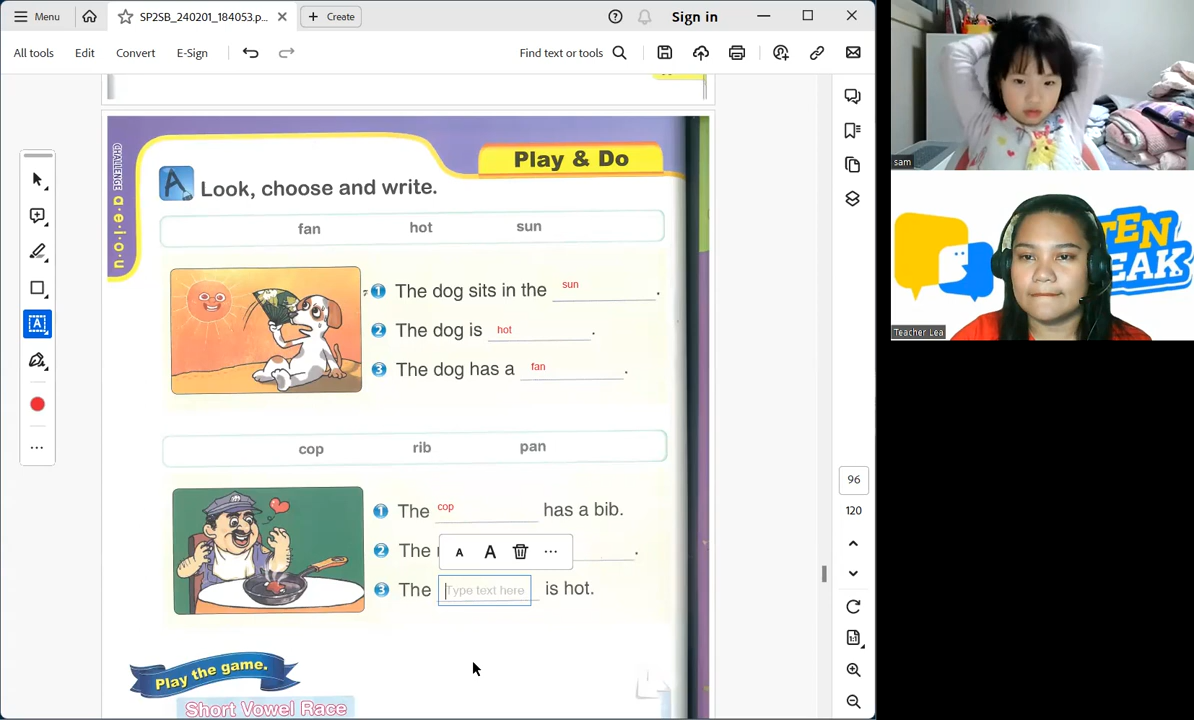 Menu
SP2SB_240201_184053.p...
Create
Sign in
All tools
Edit
Convert
E-Sign
Find text or tools
CHALLENGE a·e·i·o·u
Play & Do
A Look, choose and write.
fan hot sun
1 The dog sits in the sun.
2 The dog is hot.
3 The dog has a fan.
cop rib pan
1 The cop has a bib.
2 The
A A ...
.
3 The Type text here is hot.
Play the game.
Short Vowel Race
96
120
1:1
sam
TEN
EAK
Teacher Lea